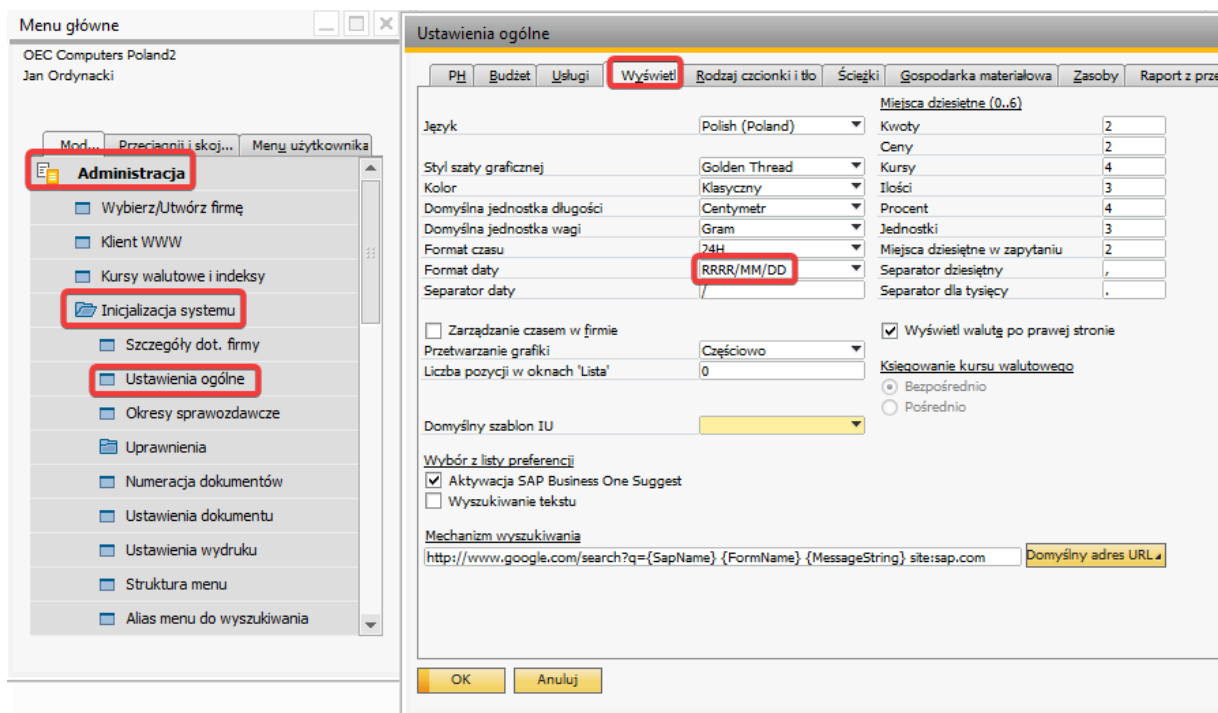 Menu główne
OEC Computers Poland2
Jan Ordynacki
Mod... Przeciągnij i skoj... Menu użytkownika
Administracja
Wybierz/Utwórz firmę
Klient WWW
Kursy walutowe i indeksy
Inicjalizacja systemu
Szczegóły dot. firmy
Ustawienia ogólne
Okresy sprawozdawcze
Uprawnienia
Numeracja dokumentów
Ustawienia dokumentu
Ustawienia wydruku
Struktura menu
Alias menu do wyszukiwania
Ustawienia ogólne
PH Budżet Usługi Wyświetl Rodzaj czcionki i tło Ścieżki Gospodarka materiałowa Zasoby Raport z prze
Miejsca dziesiętne (0..6)
Język Polish (Poland) Kwoty 2
Ceny 2
Styl szaty graficznej Golden Thread Kursy 4
Kolor Klasyczny Ilości 3
Domyślna jednostka długości Centymetr Procent 4
Domyślna jednostka wagi Gram Jednostki 3
Format czasu 24H Miejsca dziesiętne w zapytaniu 2
Format daty RRRR/MM/DD Separator dziesiętny ,
Separator daty / Separator dla tysięcy .
Zarządzanie czasem w firmie Wyświetl walutę po prawej stronie
Przetwarzanie grafiki Częściowo
Liczba pozycji w oknach 'Lista' 0 Księgowanie kursu walutowego
Bezpośrednio
Pośrednio
Domyślny szablon IU
Wybór z listy preferencji
Aktywacja SAP Business One Suggest
Wyszukiwanie tekstu
Mechanizm wyszukiwania
http://www.google.com/search?q={SapName} {FormName} {MessageString} site:sap.com Domyślny adres URL
OK Anuluj